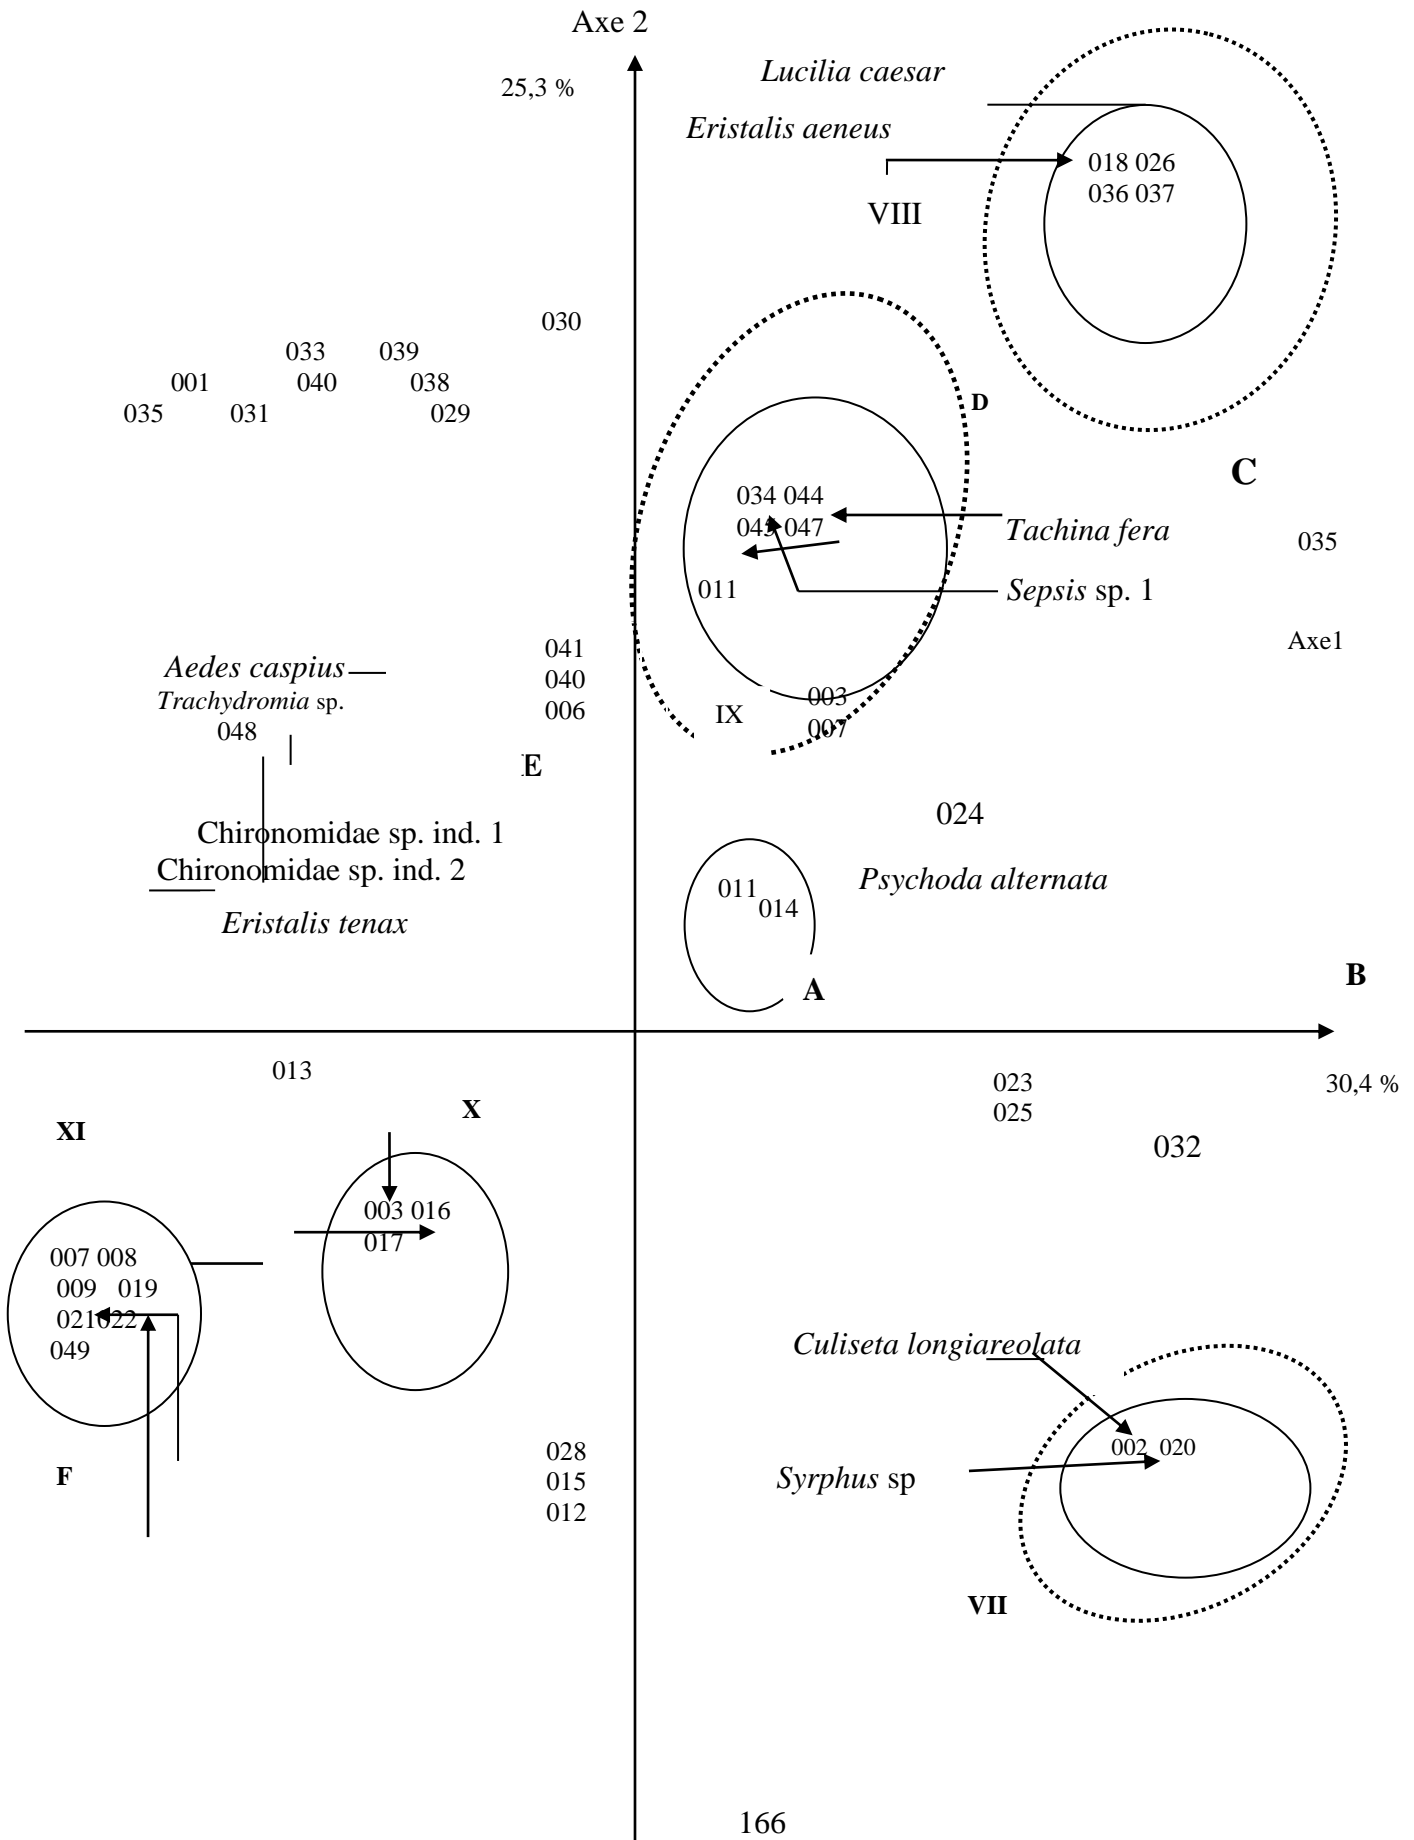 Axe 2
Lucilia caesar
25,3 %
Eristalis aeneus
018 026
036 037
VIII
030
033 039
001 040 038
035 031 029
D
C
034 044
045 047
Tachina fera
035
011
Sepsis sp. 1
Axe1
041
040
006
Aedes caspius
Trachydromia sp.
048
003
007
IX
E
024
Chironomidae sp. ind. 1
Chironomidae sp. ind. 2
Eristalis tenax
011
014
Psychoda alternata
A
B
013
023
025
30,4 %
X
XI
032
003 016
017
007 008
009 019
021022
049
F
028
015
012
Culiseta longiareolata
002 020
Syrphus sp
VII
166